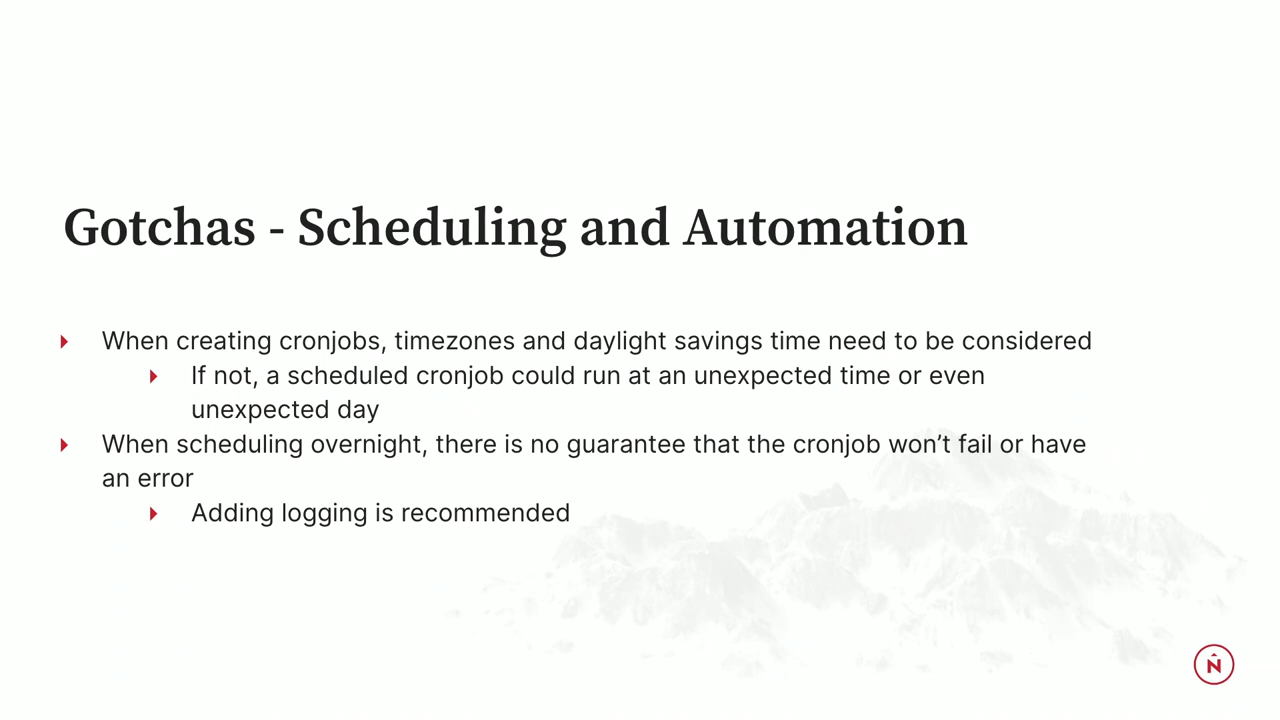 Gotchas - Scheduling and Automation
When creating cronjobs, timezones and daylight savings time need to be considered
If not, a scheduled cronjob could run at an unexpected time or even
unexpected day
When scheduling overnight, there is no guarantee that the cronjob won’t fail or have
an error
Adding logging is recommended
N